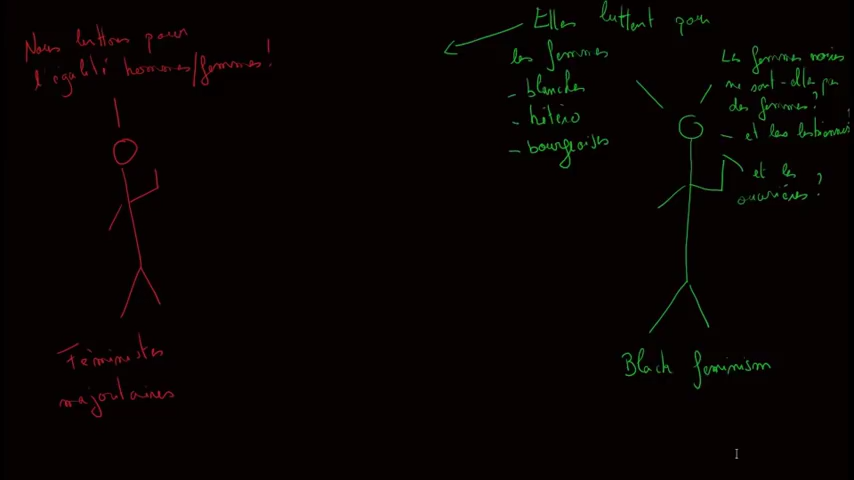 Nous luttons pour
l'égalité hommes/femmes!
Féministes
majoritaires
Elles luttent pour
les femmes
- blanches
- hétéro
- bourgeoises
Les femmes noires
ne sont-elles pas
des femmes?
- et les lesbiennes?
et les
ouvrières?
Black feminism